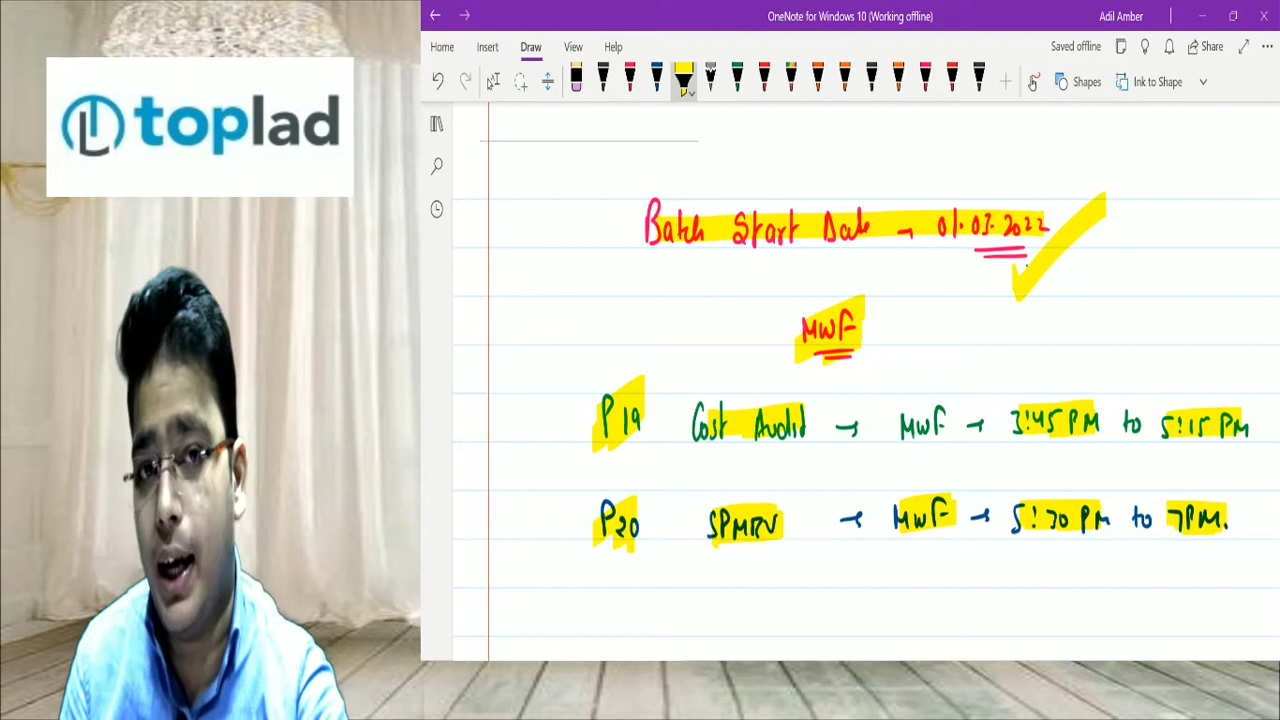 toplad
OneNote for Windows 10 (Working offline)
Adil Amber
Home Insert Draw View Help
Saved offline
Share
Shapes
Ink to Shape
Batch Start Date → 01.03.2022
MWF
P19 Cost Audit → MWF → 3:45 PM to 5:15 PM
P20 SPMBV → MWF → 5:30 PM to 7PM.